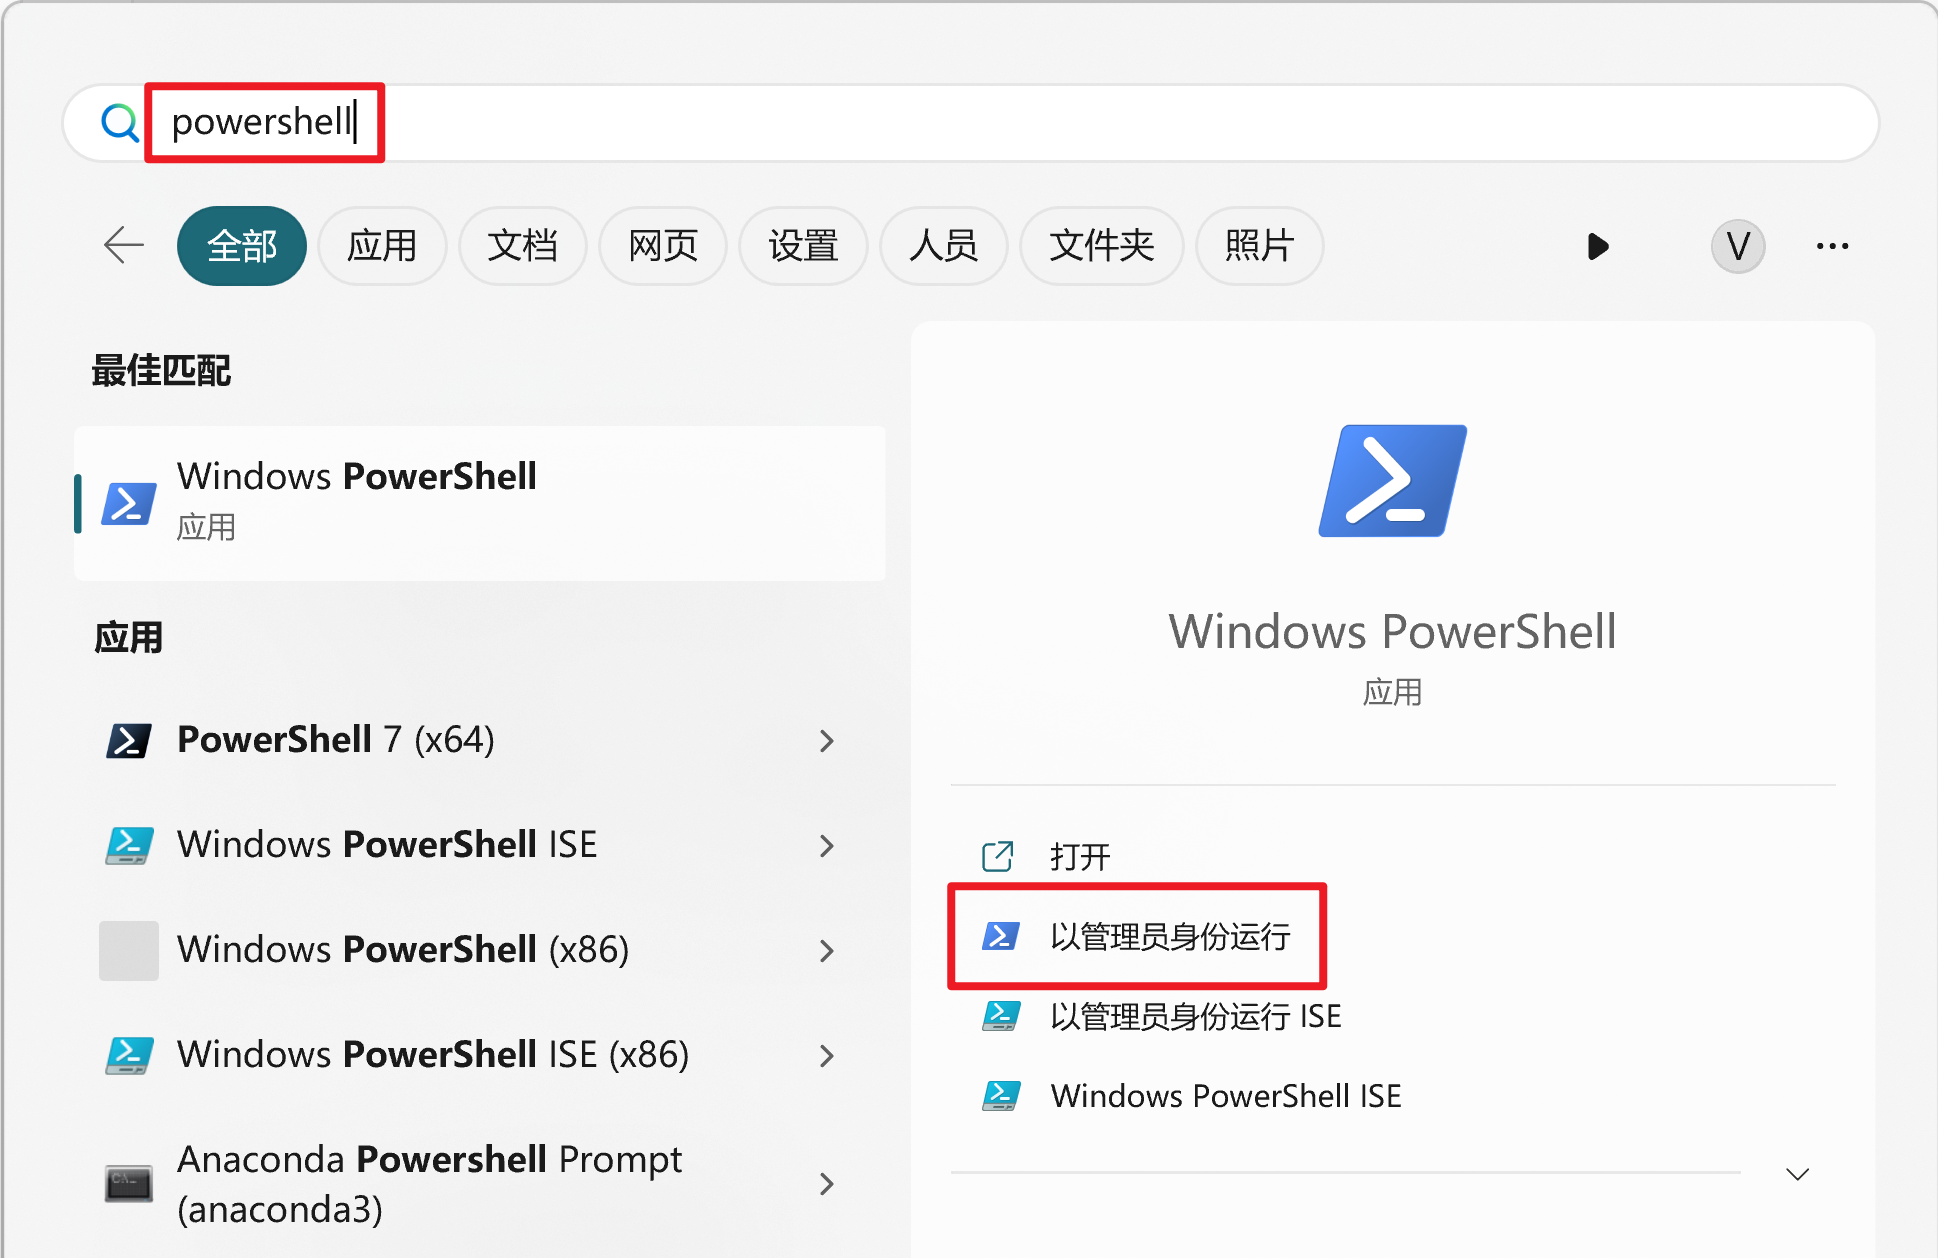 powershell
全部 应用 文档 网页 设置 人员 文件夹 照片 V
最佳匹配
Windows PowerShell
应用
应用
PowerShell 7 (x64)
Windows PowerShell ISE
Windows PowerShell (x86)
Windows PowerShell ISE (x86)
Anaconda Powershell Prompt
(anaconda3)
Windows PowerShell
应用
打开
以管理员身份运行
以管理员身份运行 ISE
Windows PowerShell ISE